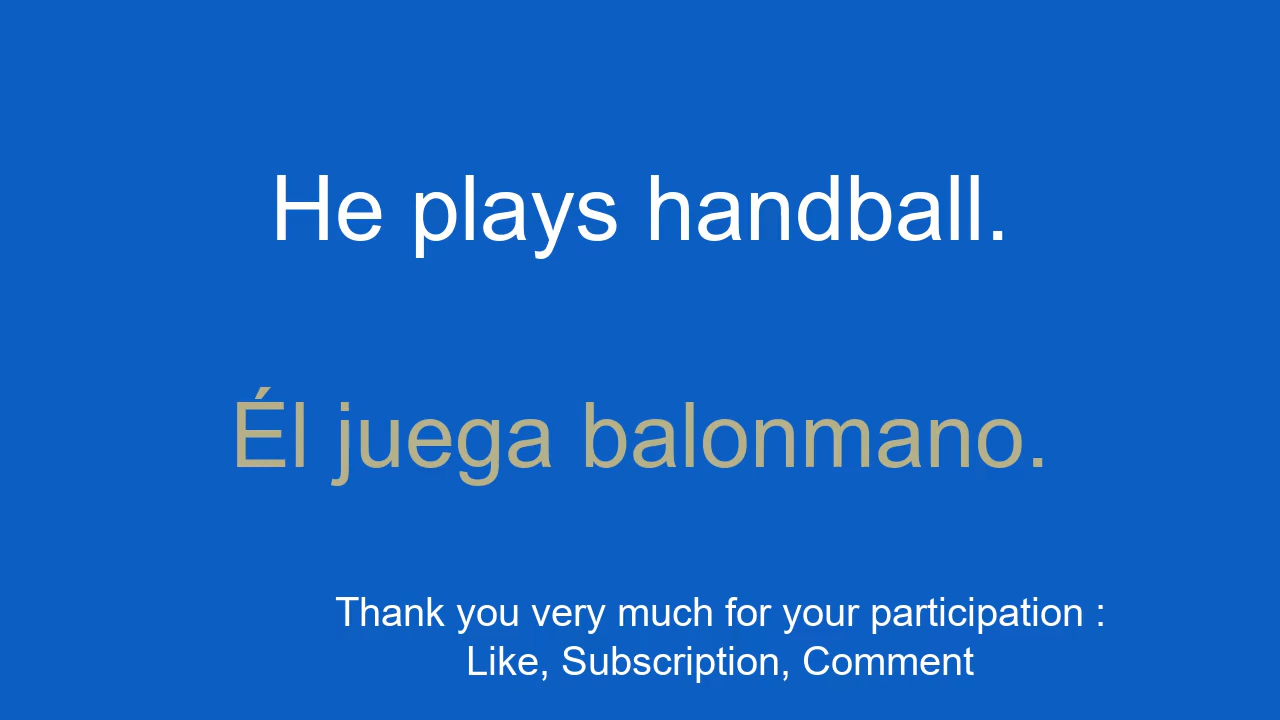 He plays handball.
Él juega balonmano.
Thank you very much for your participation :
Like, Subscription, Comment